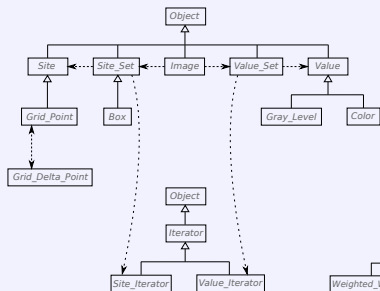 Object
Site Site_Set Image Value_Set Value
Grid_Point Box Gray_Level Color
Grid_Delta_Point
Object
Iterator
Site_Iterator Value_Iterator